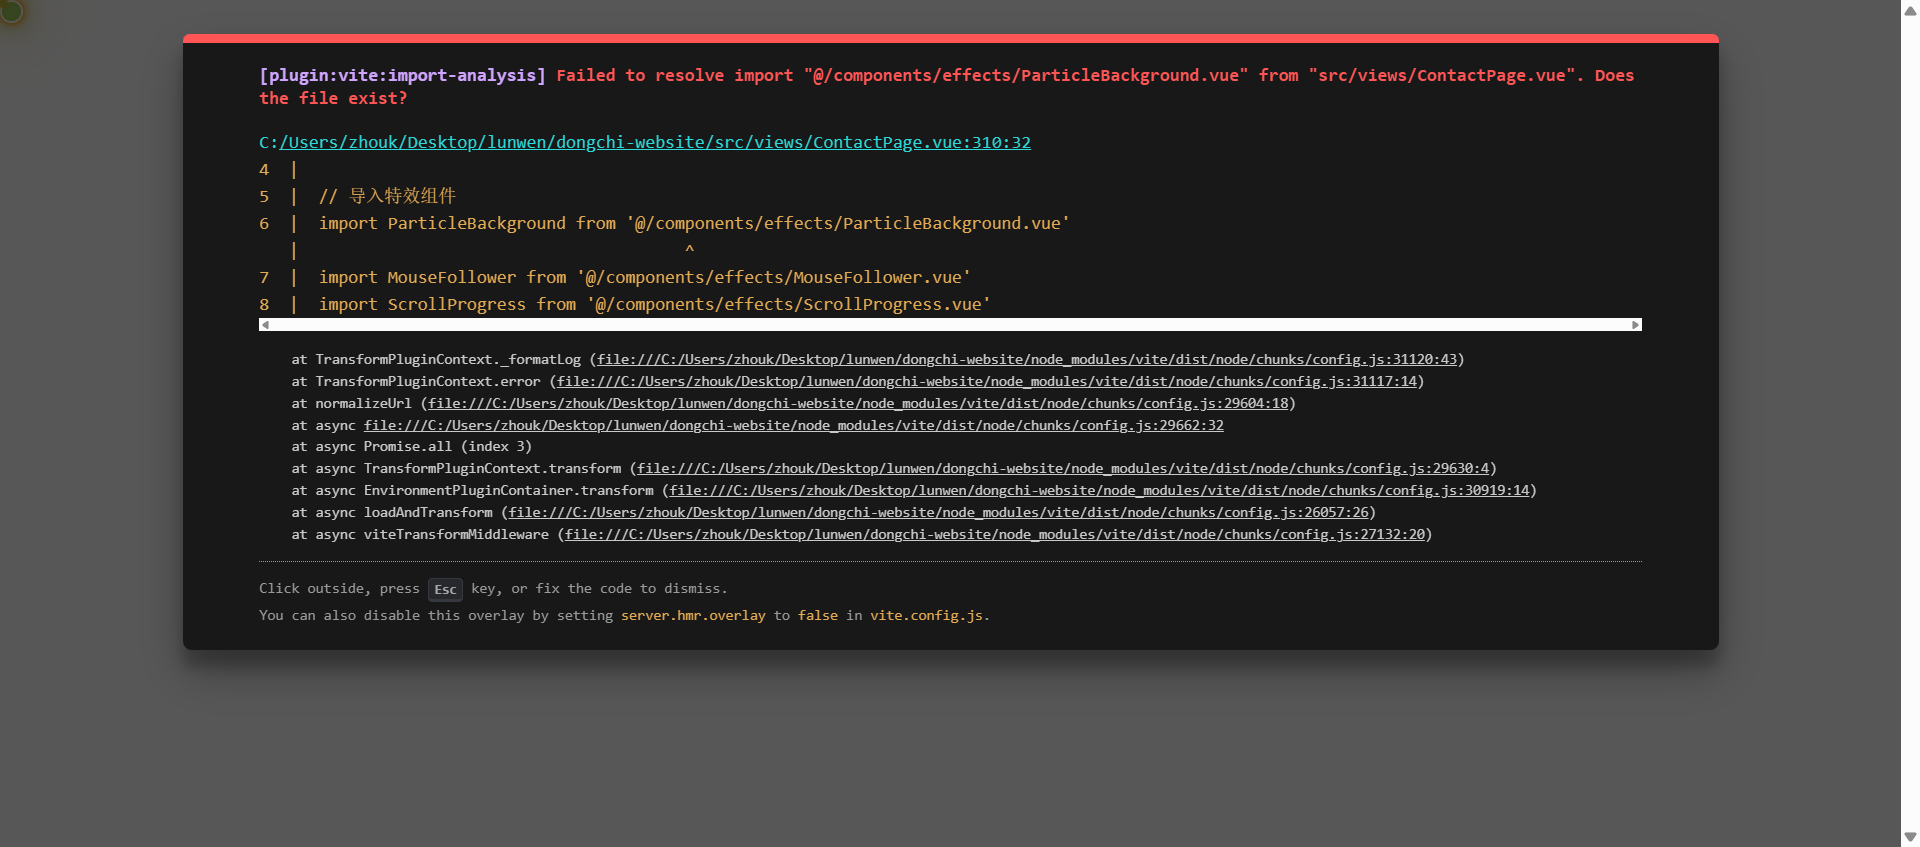 [plugin:vite:import-analysis] Failed to resolve import "@/components/effects/ParticleBackground.vue" from "src/views/ContactPage.vue". Does
the file exist?
C:/Users/zhouk/Desktop/lunwen/dongchi-website/src/views/ContactPage.vue:310:32
4  |
5  |  // 导入特效组件
6  |  import ParticleBackground from '@/components/effects/ParticleBackground.vue'
   |                                       ^
7  |  import MouseFollower from '@/components/effects/MouseFollower.vue'
8  |  import ScrollProgress from '@/components/effects/ScrollProgress.vue'
    at TransformPluginContext._formatLog (file:///C:/Users/zhouk/Desktop/lunwen/dongchi-website/node_modules/vite/dist/node/chunks/config.js:31120:43)
    at TransformPluginContext.error (file:///C:/Users/zhouk/Desktop/lunwen/dongchi-website/node_modules/vite/dist/node/chunks/config.js:31117:14)
    at normalizeUrl (file:///C:/Users/zhouk/Desktop/lunwen/dongchi-website/node_modules/vite/dist/node/chunks/config.js:29604:18)
    at async file:///C:/Users/zhouk/Desktop/lunwen/dongchi-website/node_modules/vite/dist/node/chunks/config.js:29662:32
    at async Promise.all (index 3)
    at async TransformPluginContext.transform (file:///C:/Users/zhouk/Desktop/lunwen/dongchi-website/node_modules/vite/dist/node/chunks/config.js:29630:4)
    at async EnvironmentPluginContainer.transform (file:///C:/Users/zhouk/Desktop/lunwen/dongchi-website/node_modules/vite/dist/node/chunks/config.js:30919:14)
    at async loadAndTransform (file:///C:/Users/zhouk/Desktop/lunwen/dongchi-website/node_modules/vite/dist/node/chunks/config.js:26057:26)
    at async viteTransformMiddleware (file:///C:/Users/zhouk/Desktop/lunwen/dongchi-website/node_modules/vite/dist/node/chunks/config.js:27132:20)
Click outside, press Esc key, or fix the code to dismiss.
You can also disable this overlay by setting server.hmr.overlay to false in vite.config.js.